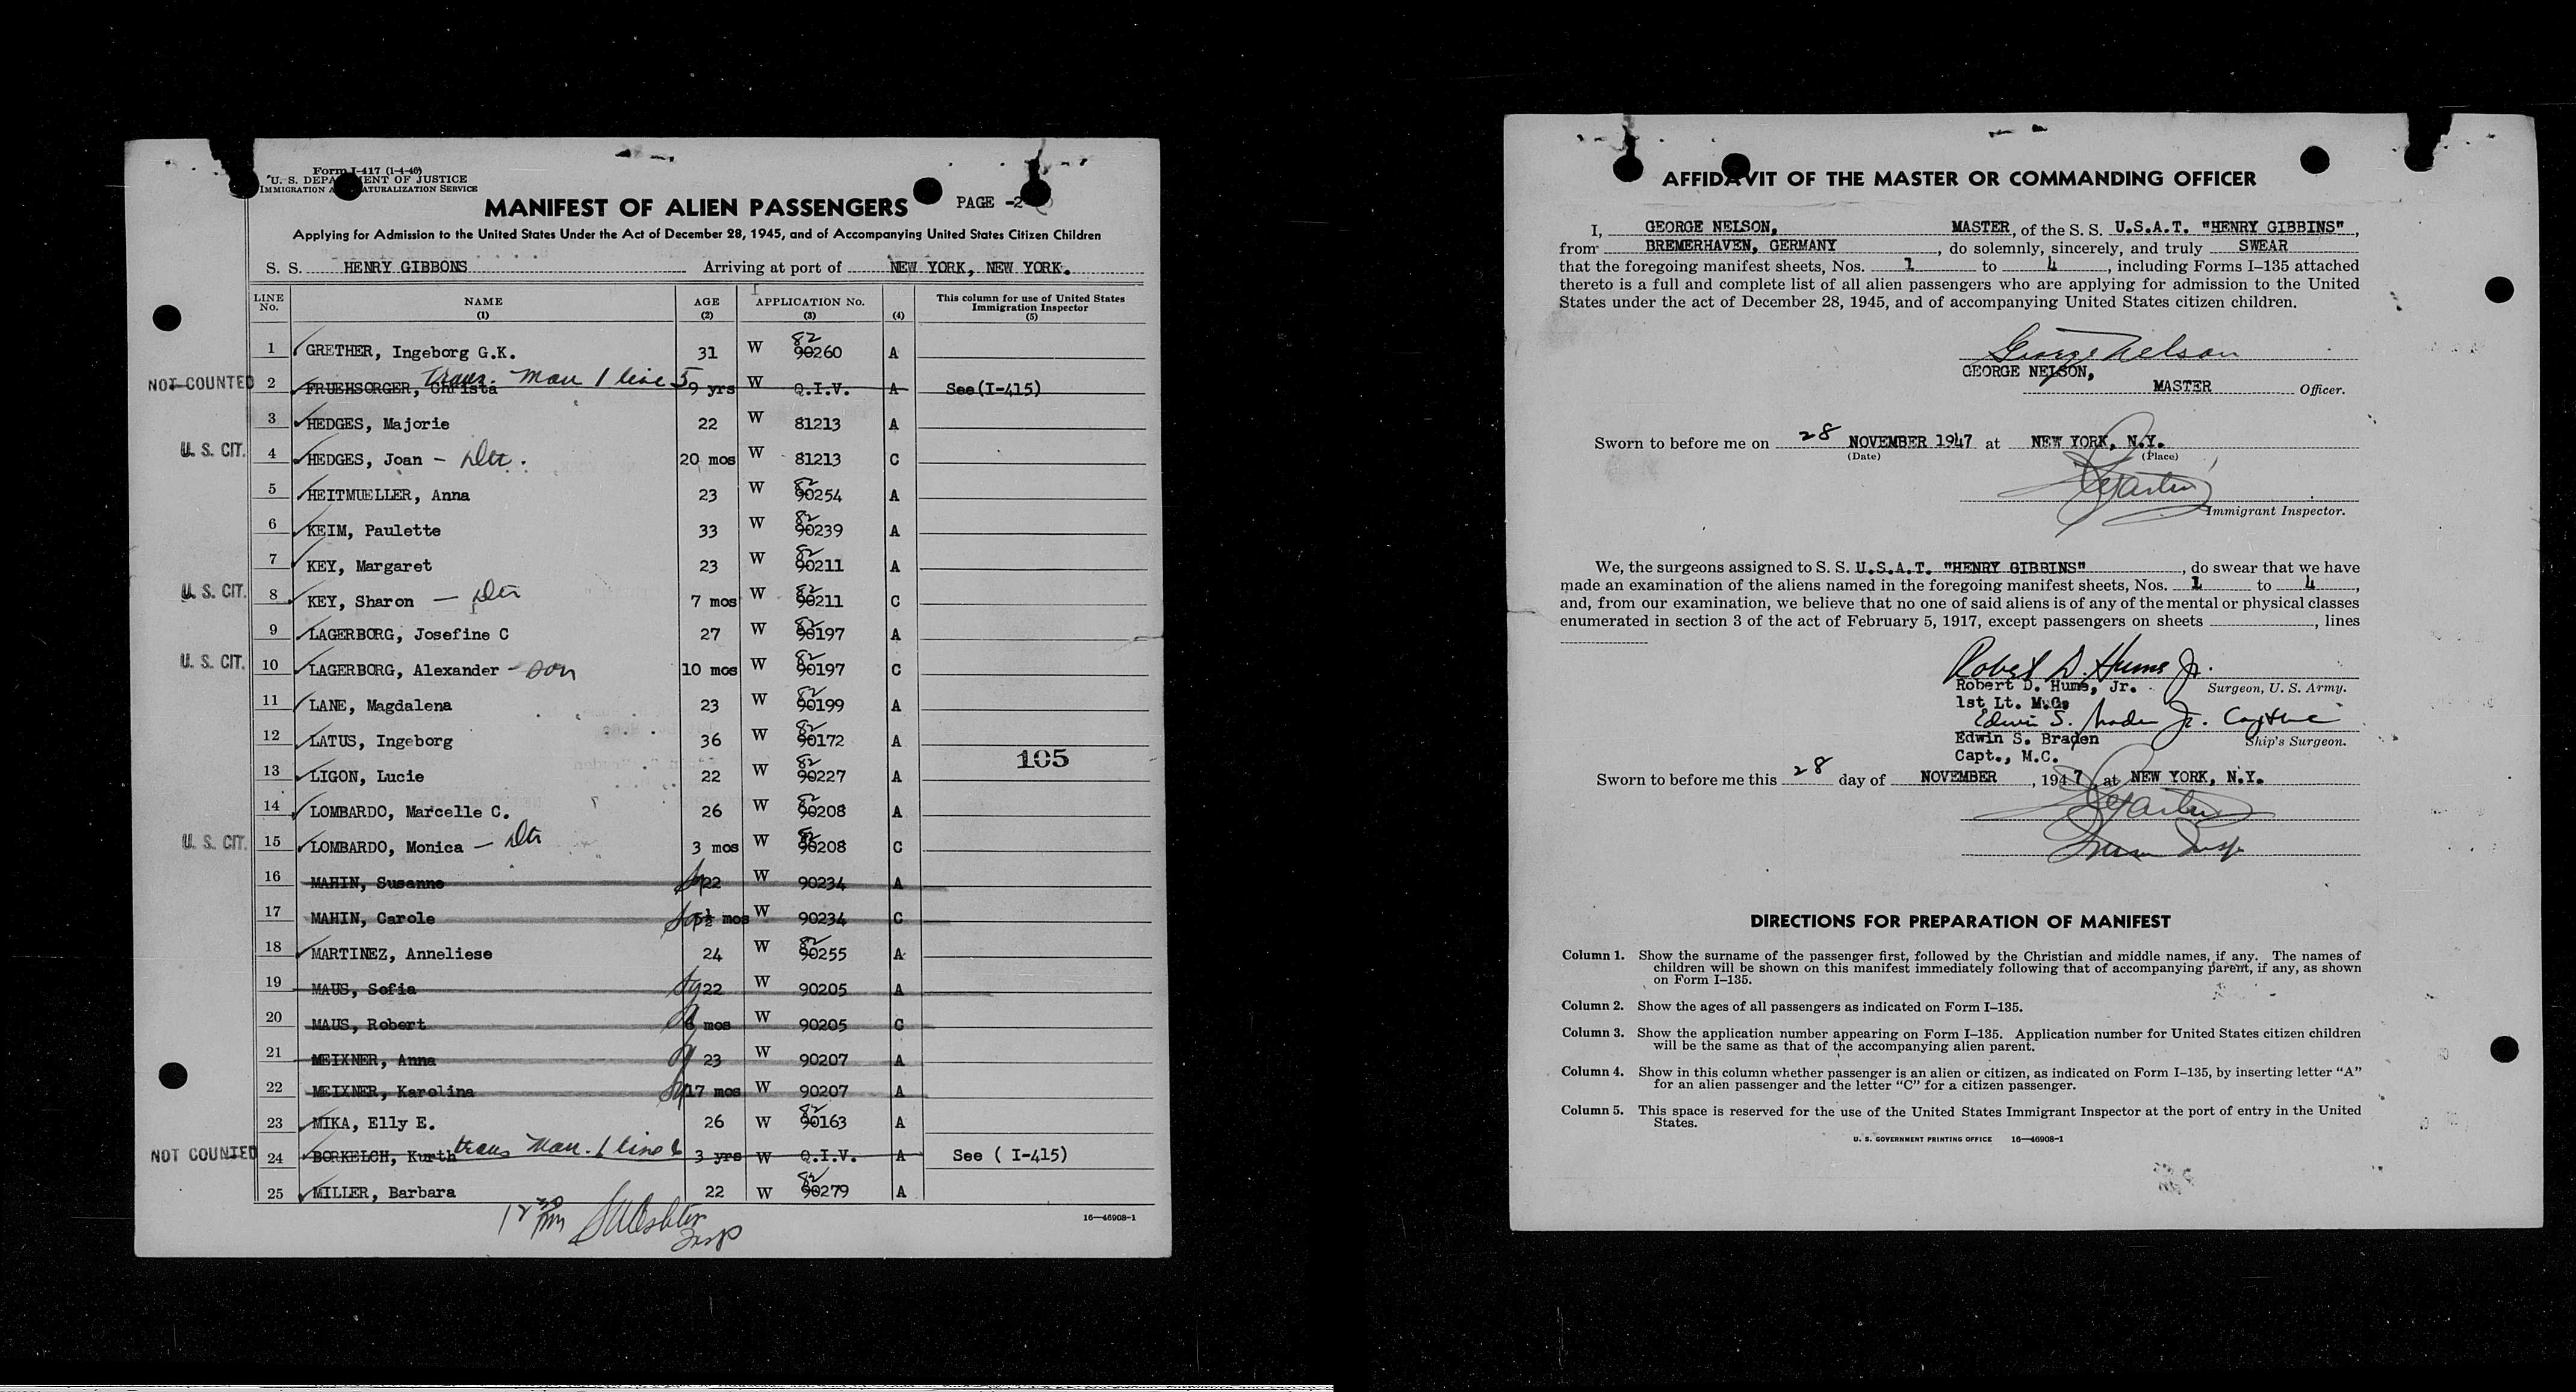 Form I-417 (1-4-46)
U. S. DEPARTMENT OF JUSTICE
IMMIGRATION AND NATURALIZATION SERVICE
MANIFEST OF ALIEN PASSENGERS PAGE -2
Applying for Admission to the United States Under the Act of December 28, 1945, and of Accompanying United States Citizen Children
S. S. HENRY GIBBONS Arriving at port of NEW YORK, NEW YORK.
LINE No. NAME (1) AGE (2) APPLICATION No. (3) (4) This column for use of United States Immigration Inspector (5)
1 GRETHER, Ingeborg G.K. 31 W 82 90260 A
NOT COUNTED 2 FRUEHSORGER, Christa trans. Man 1 line 5 9 yrs W Q.I.V. A See (I-415)
3 HEDGES, Majorie 22 W 81213 A
U. S. CIT. 4 HEDGES, Joan - Dtr. 20 mos W 81213 C
5 HEITMUELLER, Anna 23 W 82 90254 A
6 KEIM, Paulette 33 W 82 90239 A
7 KEY, Margaret 23 W 82 90211 A
U. S. CIT. 8 KEY, Sharon — Dtr 7 mos W 82 90211 C
9 LAGERBORG, Josefine C 27 W 82 90197 A
U. S. CIT. 10 LAGERBORG, Alexander - son 10 mos W 82 90197 C
11 LANE, Magdalena 23 W 82 90199 A
12 LATUS, Ingeborg 36 W 82 90172 A
105
13 LIGON, Lucie 22 W 82 90227 A
14 LOMBARDO, Marcelle C. 26 W 82 90208 A
U. S. CIT. 15 LOMBARDO, Monica — Dtr 3 mos W 82 90208 C
16 MAHIN, Susanne 22 W 90234 A
17 MAHIN, Carole 5½ mos W 90234 C
18 MARTINEZ, Anneliese 24 W 82 90255 A
19 MAUS, Sofia 22 W 90205 A
20 MAUS, Robert 6 mos W 90205 C
21 MEIXNER, Anna 23 W 90207 A
22 MEIXNER, Karolina 17 mos W 90207 A
23 MIKA, Elly E. 26 W 82 90163 A
NOT COUNTED 24 BORKELCH, Kurth trans Man. 1 line 6 3 yrs W Q.I.V. A See ( I-415)
25 MILLER, Barbara 22 W 82 90279 A
Insp
16—46908-1
AFFIDAVIT OF THE MASTER OR COMMANDING OFFICER
I, GEORGE NELSON, MASTER, of the S. S. U.S.A.T. "HENRY GIBBINS",
from BREMERHAVEN, GERMANY, do solemnly, sincerely, and truly SWEAR
that the foregoing manifest sheets, Nos. 1 to 4, including Forms I-135 attached
thereto is a full and complete list of all alien passengers who are applying for admission to the United
States under the act of December 28, 1945, and of accompanying United States citizen children.
George Nelson
GEORGE NELSON,
MASTER Officer.
Sworn to before me on 28 NOVEMBER 1947 at NEW YORK, N.Y.
(Date) (Place)
Immigrant Inspector.
We, the surgeons assigned to S. S. U.S.A.T. "HENRY GIBBINS", do swear that we have
made an examination of the aliens named in the foregoing manifest sheets, Nos. 1 to 4,
and, from our examination, we believe that no one of said aliens is of any of the mental or physical classes
enumerated in section 3 of the act of February 5, 1917, except passengers on sheets , lines
Robert D. Hume Jr.
Robert D. Hume, Jr. Surgeon, U. S. Army.
1st Lt. M.C.
Edwin S. Braden Jr. Capt MC
Edwin S. Braden Ship's Surgeon.
Capt., M.C.
Sworn to before me this 28 day of NOVEMBER, 1947, at NEW YORK, N.Y.
Imm Insp.
DIRECTIONS FOR PREPARATION OF MANIFEST
Column 1. Show the surname of the passenger first, followed by the Christian and middle names, if any. The names of
children will be shown on this manifest immediately following that of accompanying parent, if any, as shown
on Form I-135.
Column 2. Show the ages of all passengers as indicated on Form I-135.
Column 3. Show the application number appearing on Form I-135. Application number for United States citizen children
will be the same as that of the accompanying alien parent.
Column 4. Show in this column whether passenger is an alien or citizen, as indicated on Form I-135, by inserting letter "A"
for an alien passenger and the letter "C" for a citizen passenger.
Column 5. This space is reserved for the use of the United States Immigrant Inspector at the port of entry in the United
States.
U. S. GOVERNMENT PRINTING OFFICE 16—46908-1